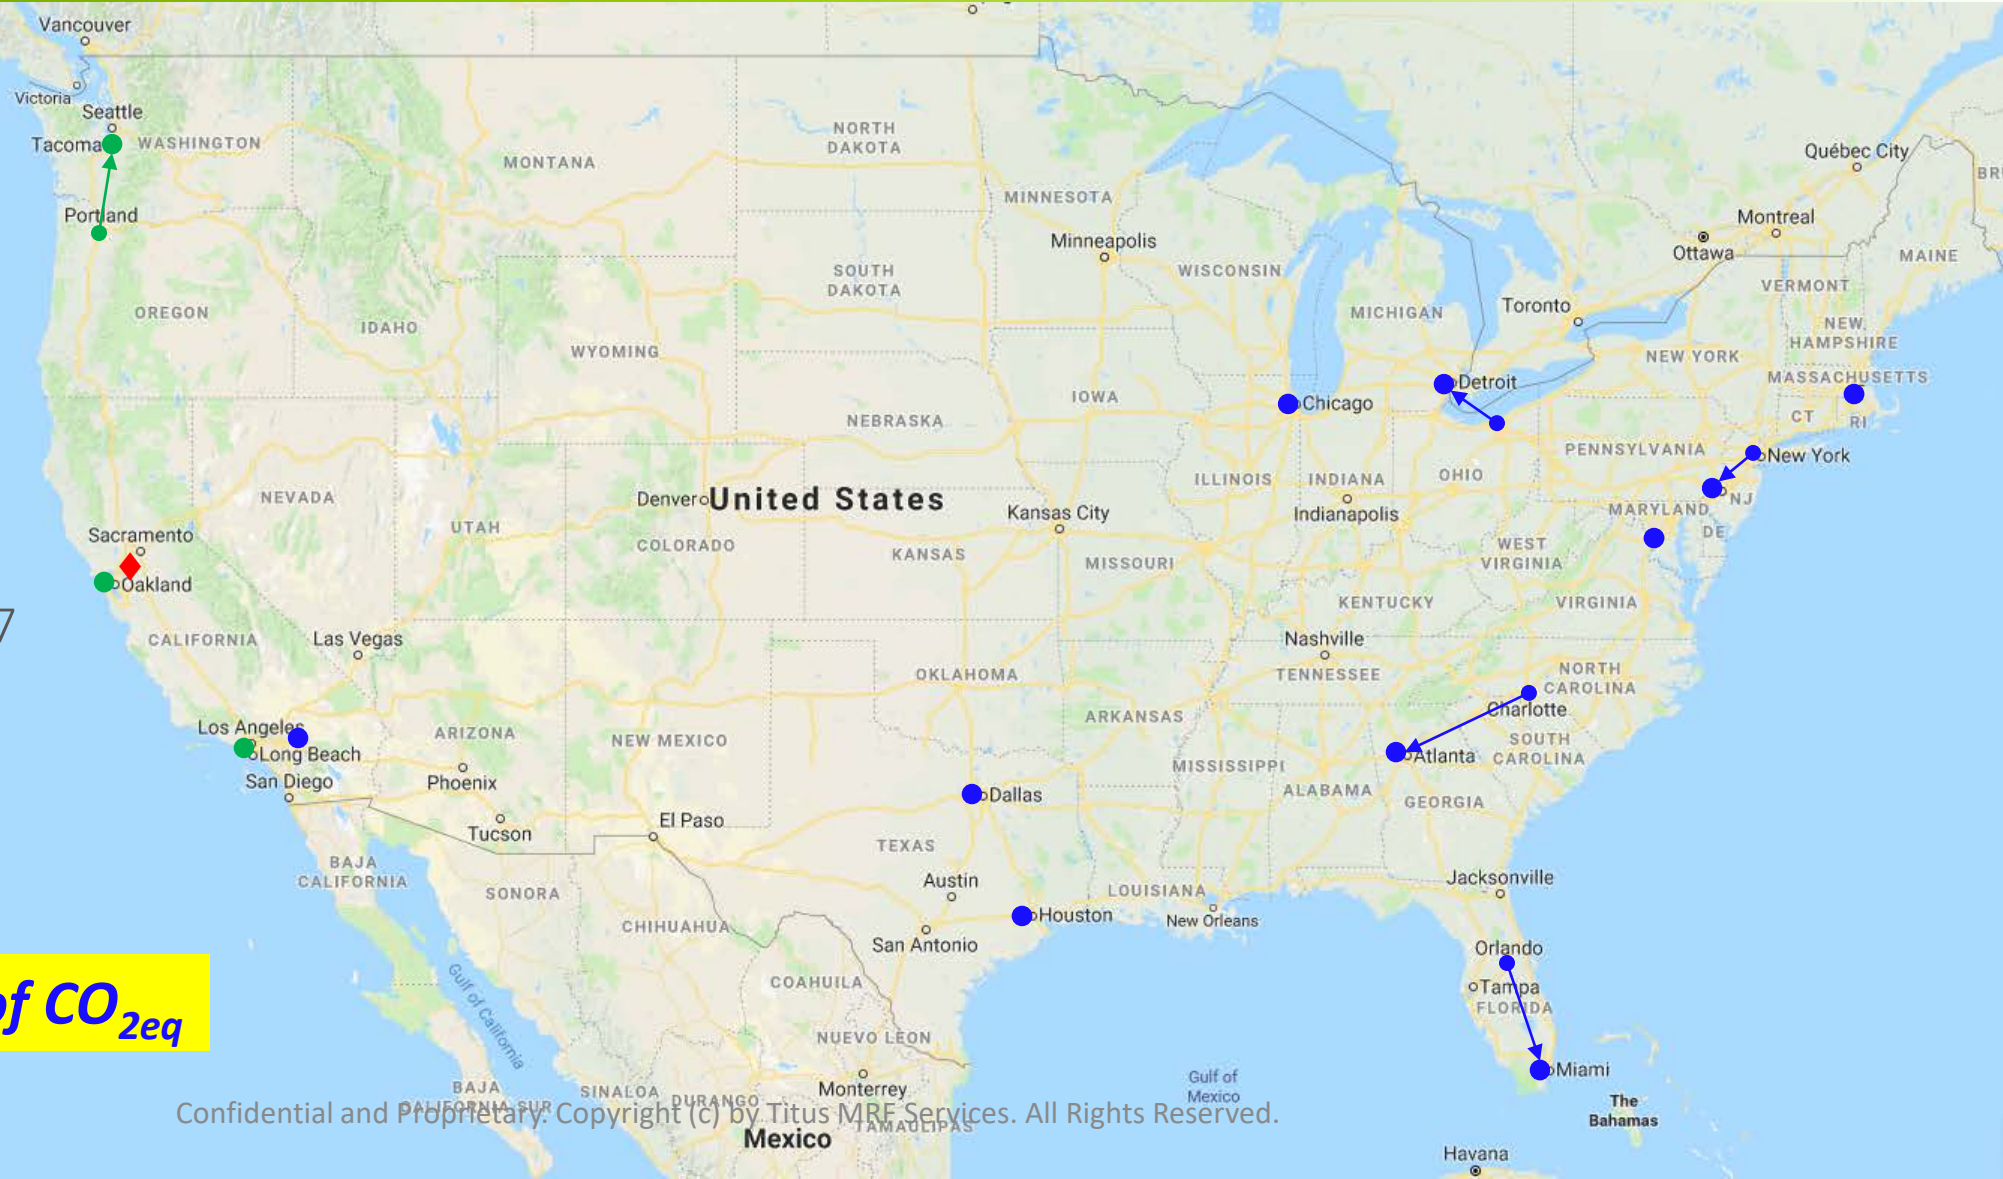 Vancouver
Victoria
Seattle
Tacoma
WASHINGTON
MONTANA
NORTH
DAKOTA
MINNESOTA
Québec City
Montreal
Ottawa
MAINE
Portland
Minneapolis
WISCONSIN
SOUTH
DAKOTA
VERMONT
OREGON
IDAHO
MICHIGAN
Toronto
NEW
HAMPSHIRE
WYOMING
NEW YORK
MASSACHUSETTS
Detroit
IOWA
Chicago
CT
RI
NEBRASKA
PENNSYLVANIA
New York
NEVADA
Denver
United States
ILLINOIS
INDIANA
OHIO
NJ
Kansas City
Indianapolis
MARYLAND
DE
Sacramento
UTAH
COLORADO
KANSAS
MISSOURI
WEST
VIRGINIA
Oakland
KENTUCKY
VIRGINIA
7
CALIFORNIA
Las Vegas
Nashville
TENNESSEE
OKLAHOMA
NORTH
CAROLINA
Charlotte
ARKANSAS
Los Angeles
Long Beach
San Diego
ARIZONA
NEW MEXICO
Phoenix
Atlanta
SOUTH
CAROLINA
MISSISSIPPI
ALABAMA
GEORGIA
Dallas
Tucson
El Paso
TEXAS
BAJA
CALIFORNIA
SONORA
Austin
LOUISIANA
Jacksonville
CHIHUAHUA
Houston
New Orleans
San Antonio
Orlando
Tampa
FLORIDA
COAHUILA
Gulf of California
of CO2eq
NUEVO LEON
Miami
Gulf of
Mexico
BAJA
CALIFORNIA SUR
SINALOA
DURANGO
Monterrey
The
Bahamas
Confidential and Proprietary. Copyright (c) by Titus MRF Services. All Rights Reserved.
TAMAULIPAS
Mexico
Havana